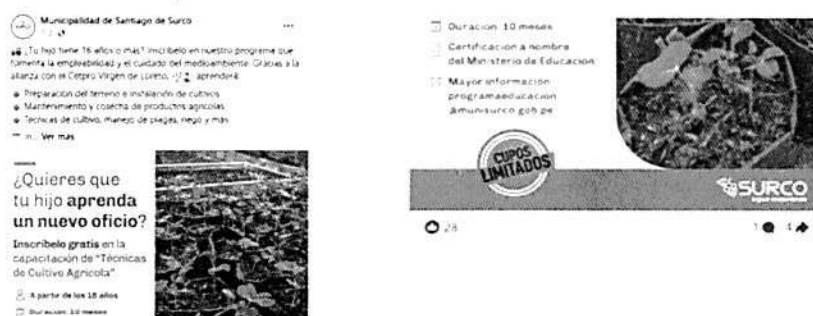 Municipalidad de Santiago de Surco
¿Tu hijo tiene 16 años o más? Inscríbelo en nuestro programa que
fomenta la empleabilidad y el cuidado del medioambiente. Gracias a la
alianza con el Cetpro Virgen de Loreto, aprenderá:
Preparación del terreno e instalación de cultivos
Mantenimiento y cosecha de productos agrícolas
Técnicas de cultivo, manejo de plagas, riego y más
Ver más
¿Quieres que
tu hijo aprenda
un nuevo oficio?
Inscríbelo gratis en la
capacitación de "Técnicas
de Cultivo Agrícola"
A partir de los 16 años
Duración: 10 meses
Duración: 10 meses
Certificación a nombre
del Ministerio de Educación
Mayor información
programaeducacion
@munisurco.gob.pe
CUPOS
LIMITADOS
SURCO
28
1 4